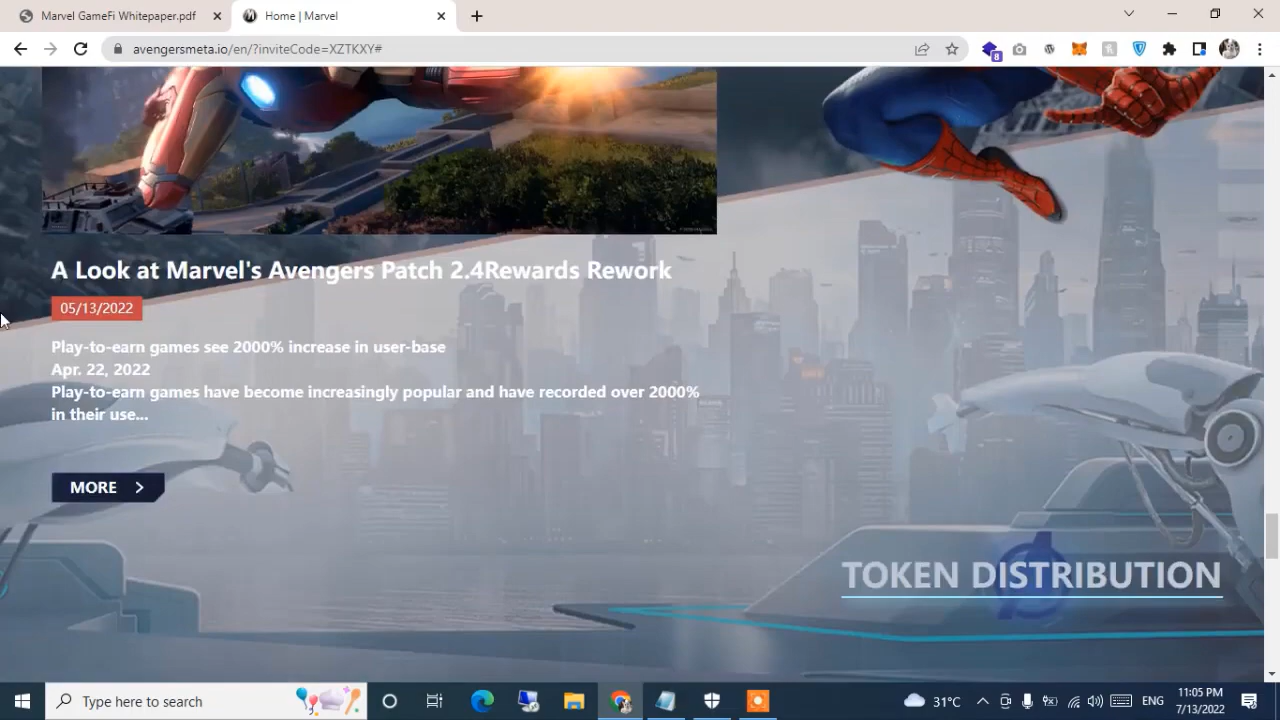 Marvel GameFi Whitepaper.pdf
Home | Marvel
avengersmeta.io/en/?inviteCode=XZTKXY#
8
A Look at Marvel's Avengers Patch 2.4Rewards Rework
05/13/2022
Play-to-earn games see 2000% increase in user-base
Apr. 22, 2022
Play-to-earn games have become increasingly popular and have recorded over 2000%
in their use...
MORE >
TOKEN DISTRIBUTION
Type here to search
31°C
ENG
11:05 PM
7/13/2022